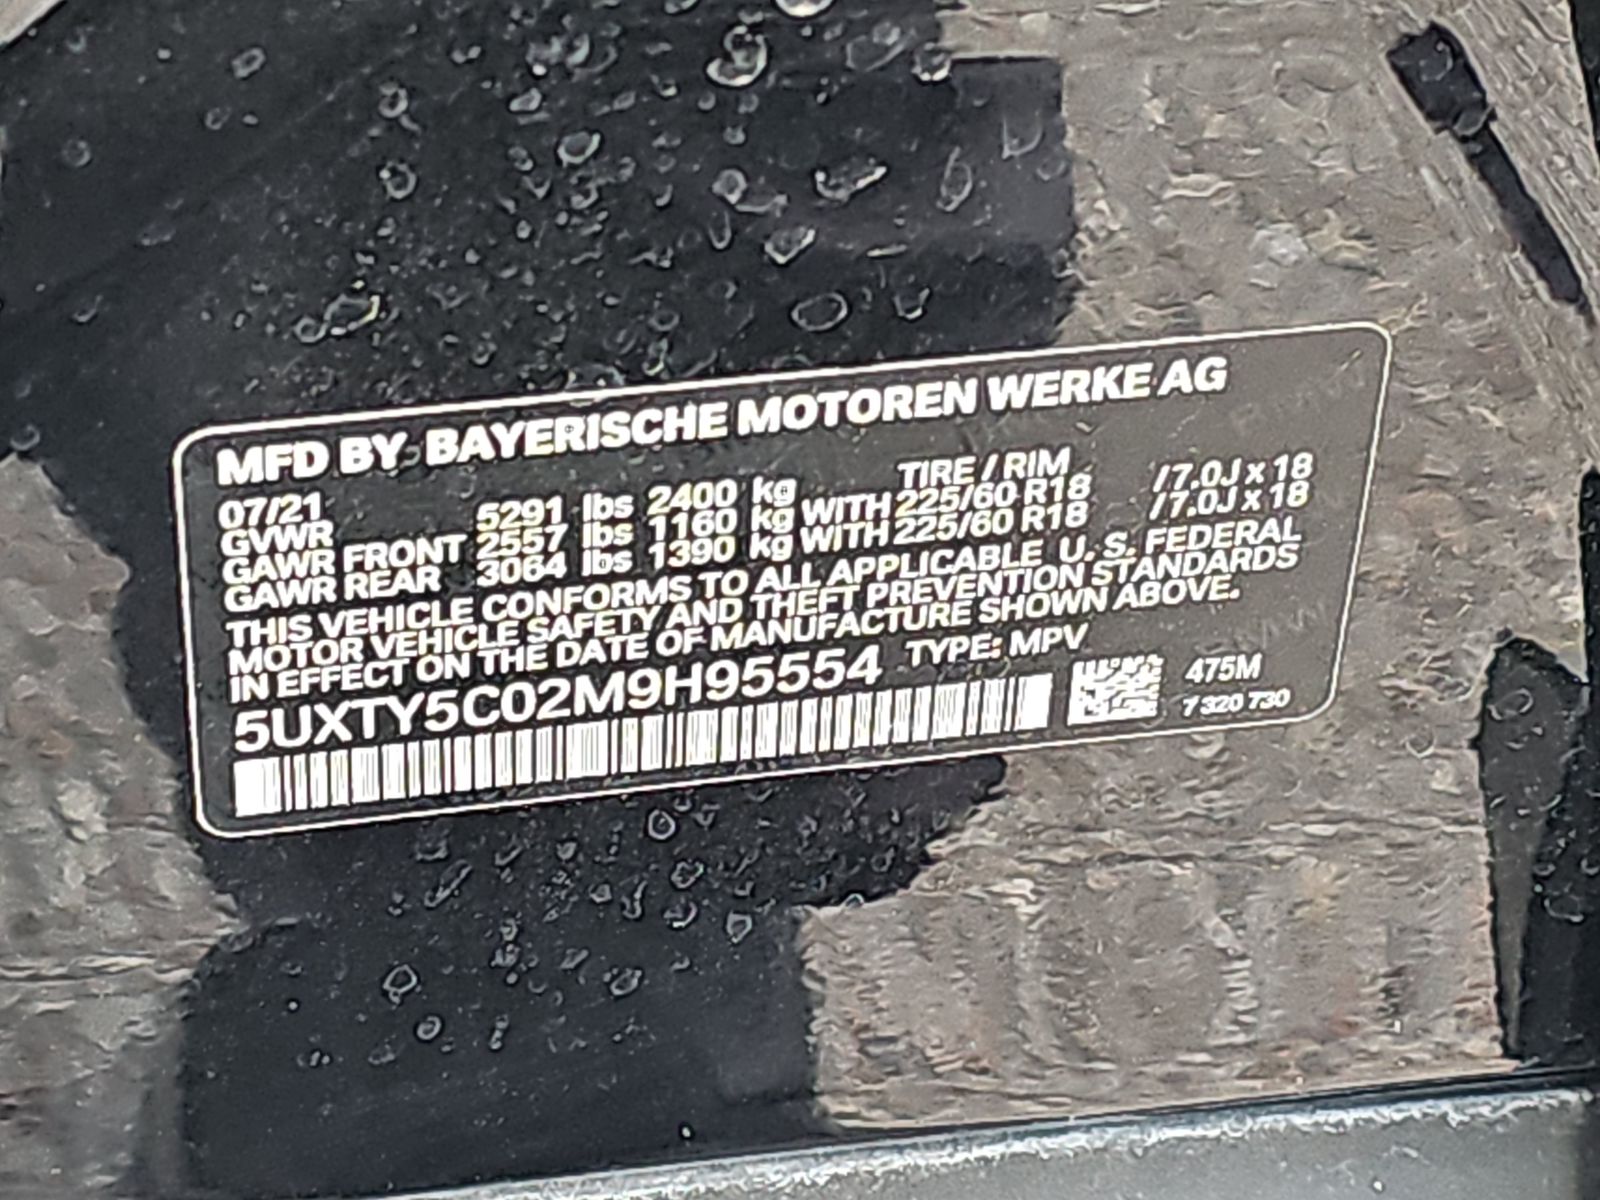 MFD BY BAYERISCHE MOTOREN WERKE AG
07/21 TIRE / RIM
GVWR 5291 lbs 2400 kg
GAWR FRONT 2557 lbs 1160 kg WITH 225/60 R18 /7.0J x 18
GAWR REAR 3064 lbs 1390 kg WITH 225/60 R18 /7.0J x 18
THIS VEHICLE CONFORMS TO ALL APPLICABLE U. S. FEDERAL
MOTOR VEHICLE SAFETY AND THEFT PREVENTION STANDARDS
IN EFFECT ON THE DATE OF MANUFACTURE SHOWN ABOVE.
5UXTY5C02M9H95554 TYPE: MPV
475M
7 320 730